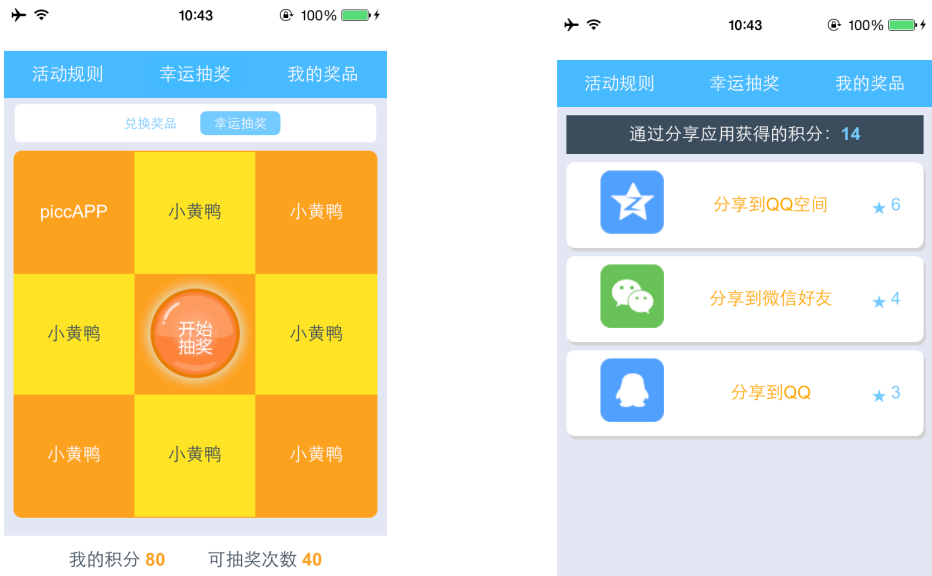 10:43
100%
活动规则 幸运抽奖 我的奖品
兑换奖品 幸运抽奖
piccAPP 小黄鸭 小黄鸭
小黄鸭 开始 小黄鸭
抽奖
小黄鸭 小黄鸭 小黄鸭
我的积分 80 可抽奖次数 40
10:43
100%
活动规则 幸运抽奖 我的奖品
通过分享应用获得的积分：14
分享到QQ空间 ★ 6
分享到微信好友 ★ 4
分享到QQ ★ 3